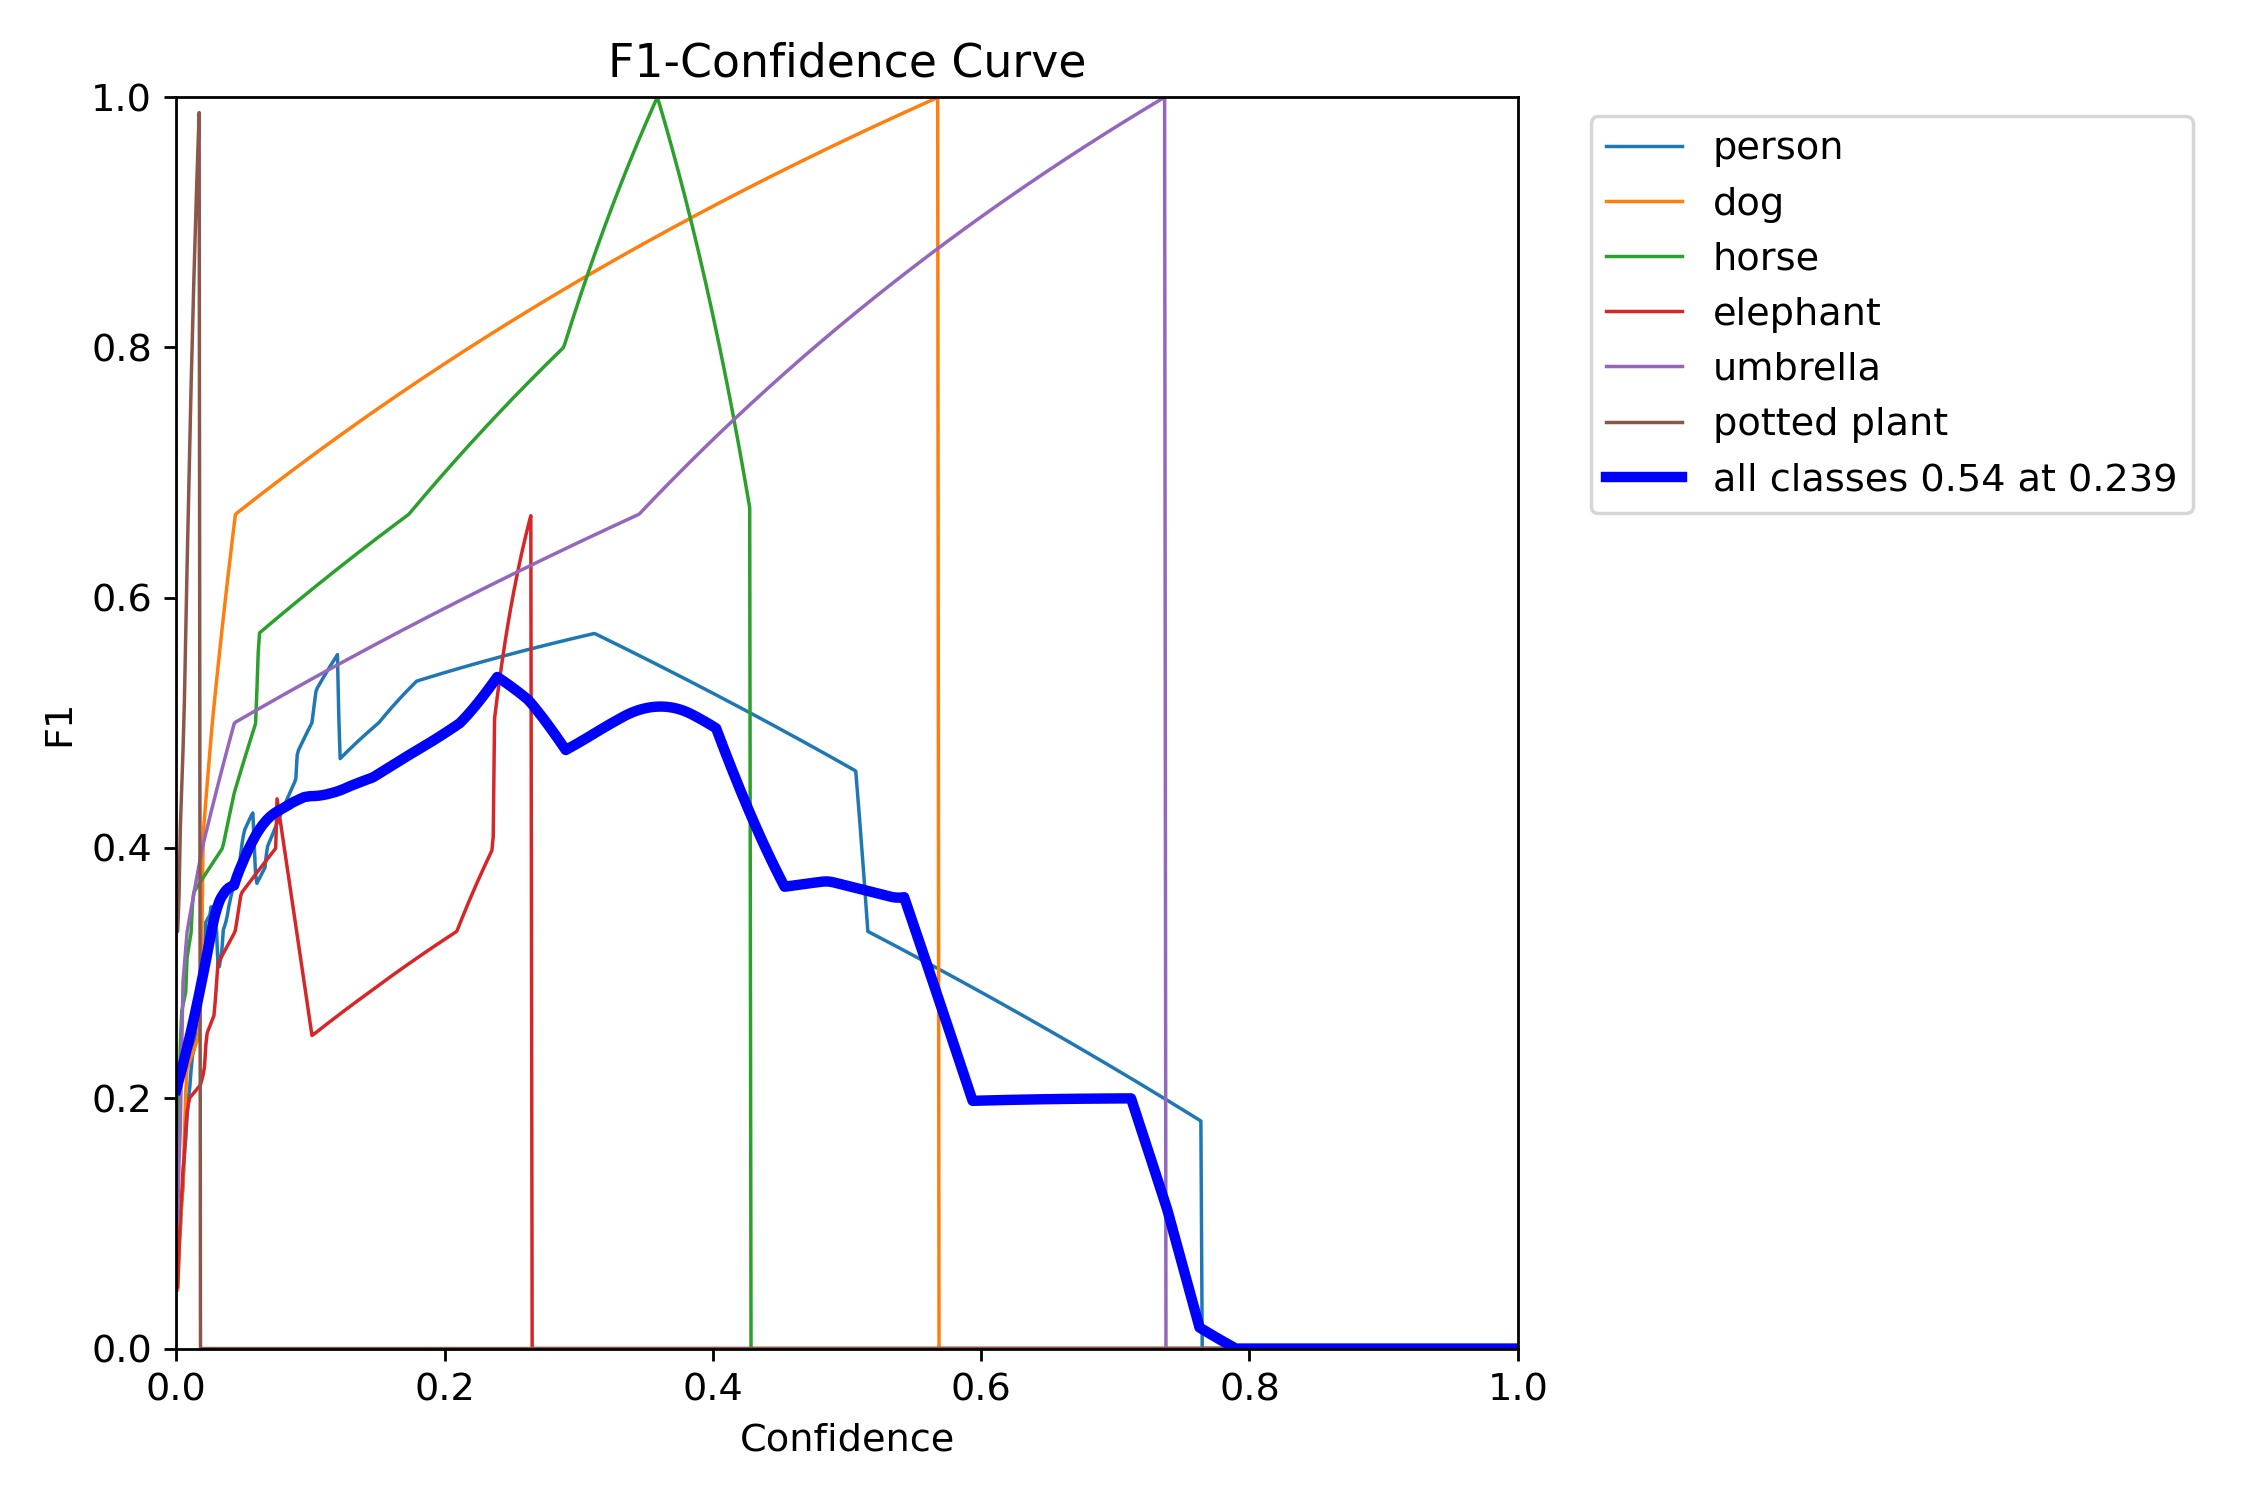 F1-Confidence Curve
1.0
0.8
0.6
0.4
0.2
0.0
F1
0.0 0.2 0.4 0.6 0.8 1.0
Confidence
person
dog
horse
elephant
umbrella
potted plant
all classes 0.54 at 0.239